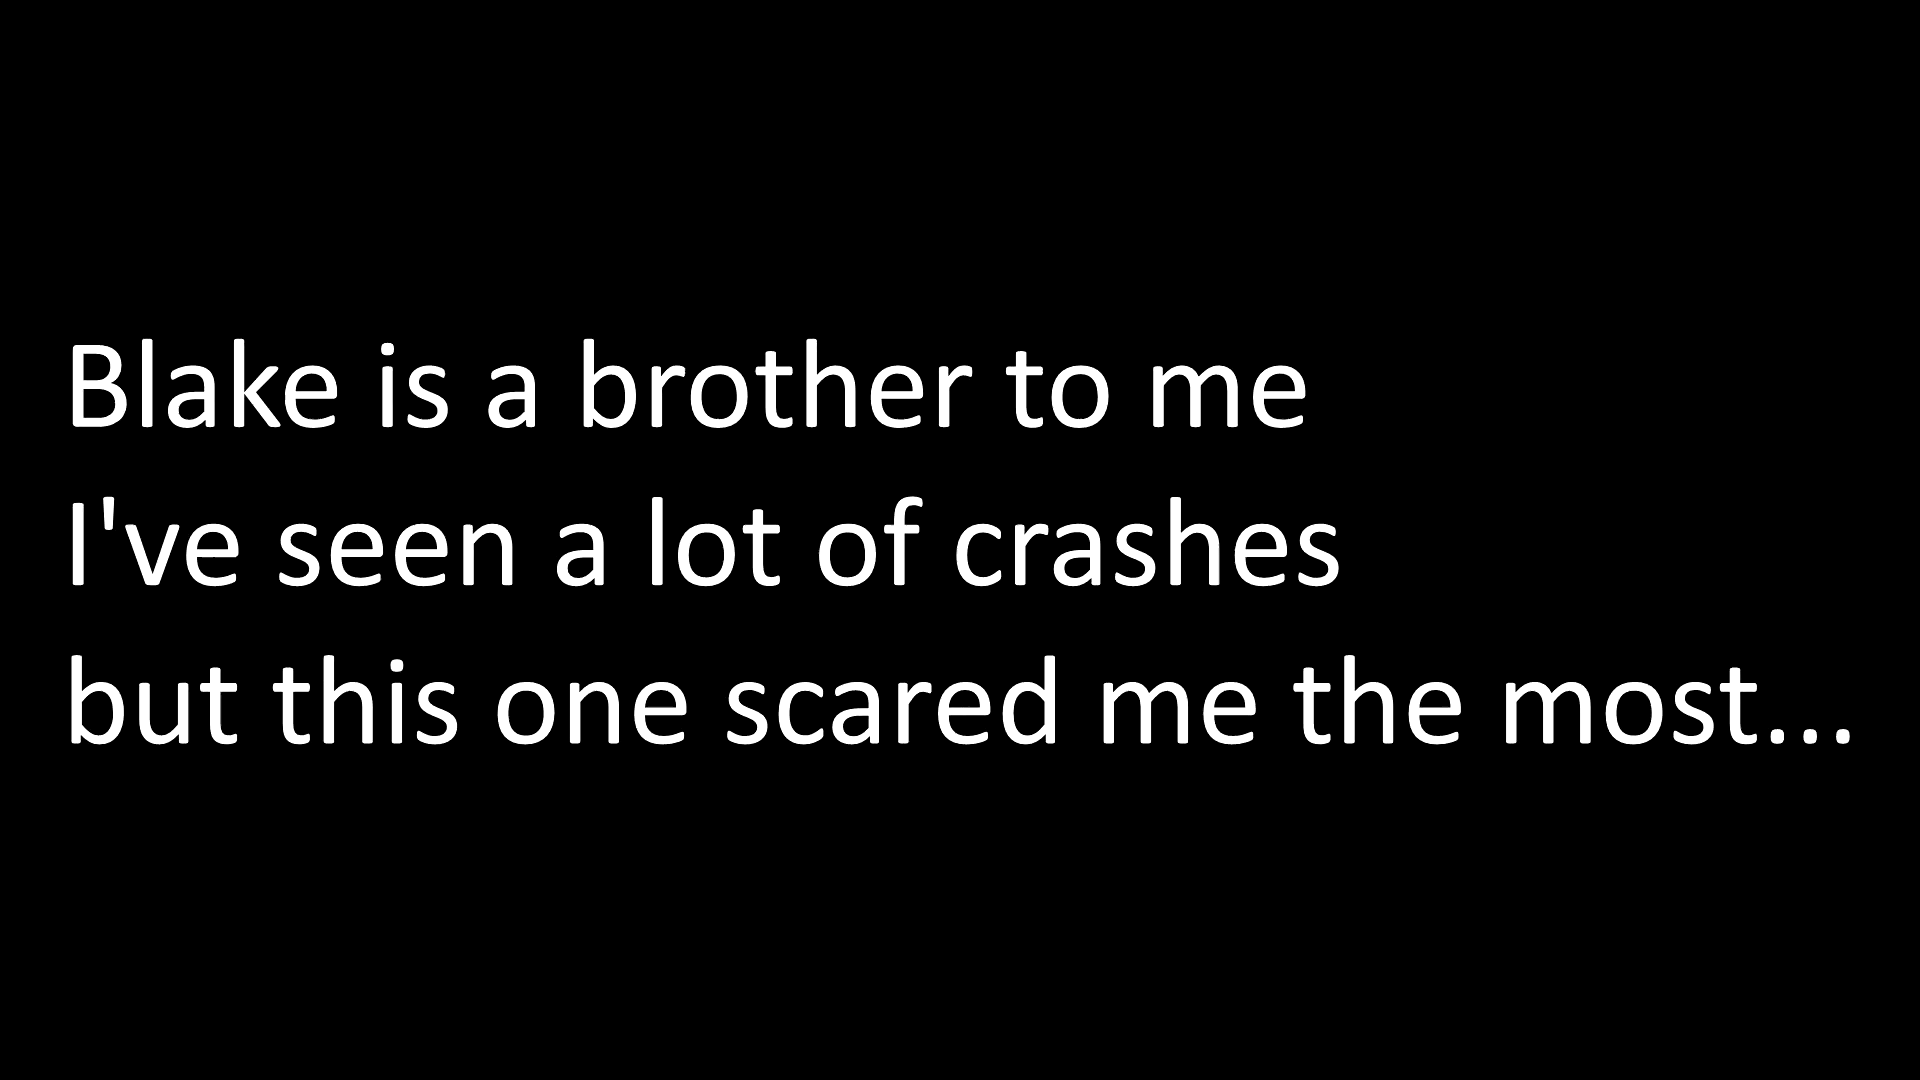 Blake is a brother to me
I've seen a lot of crashes
but this one scared me the most...